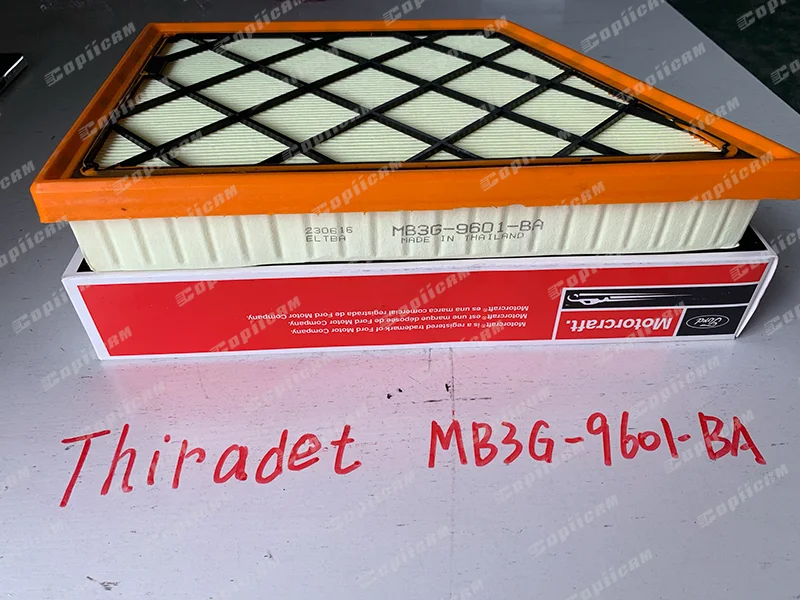 230616
ELTBA
MB3G-9601-BA
MADE IN THAILAND
Motorcraft® is a registered trademark of Ford Motor Company.
Motorcraft® est une marque déposée de Ford Motor Company.
Motorcraft® es una marca comercial registrada de Ford Motor Company.
Motorcraft.
Ford
Thiradet MB3G-9601-BA
CopiicRM